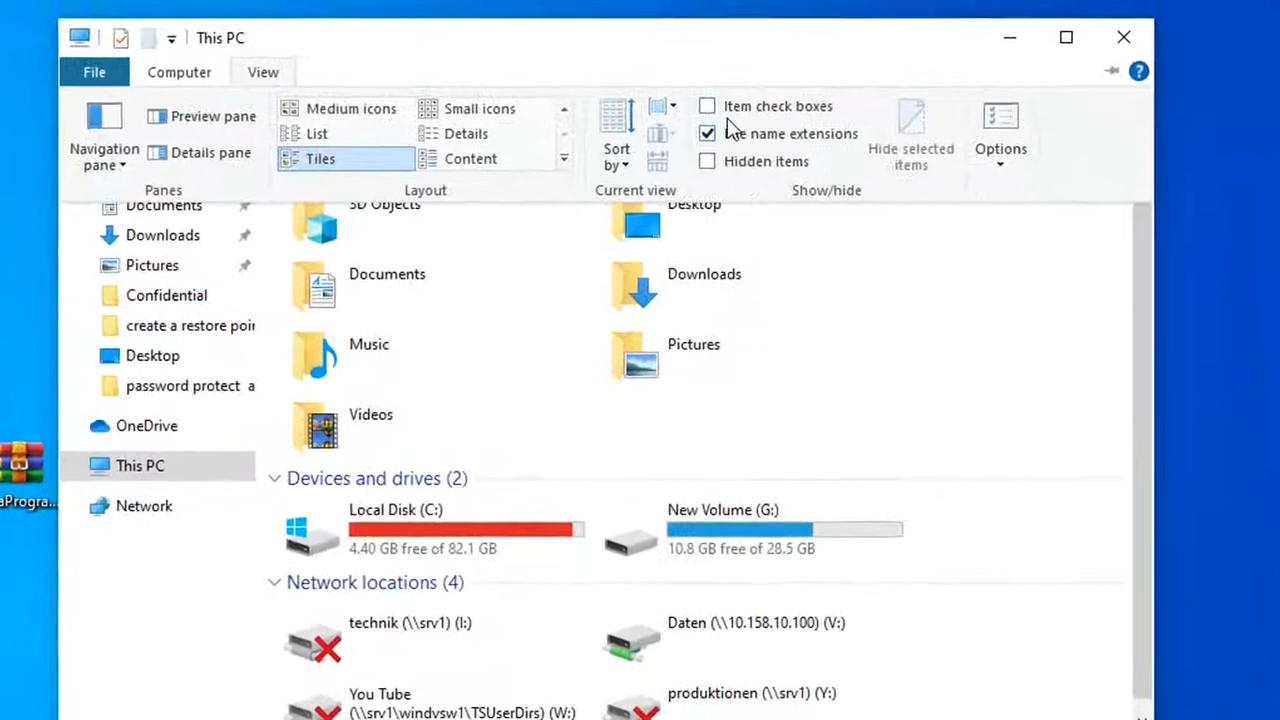 This PC
File
Computer
View
Navigation
pane
Preview pane
Details pane
Panes
Medium icons
Small icons
List
Details
Tiles
Content
Layout
Sort
by
Current view
Item check boxes
name extensions
Hidden items
Show/hide
Hide selected
items
Options
Documents
Downloads
Pictures
Confidential
create a restore poi
Desktop
password protect a
OneDrive
This PC
Network
3D Objects
Desktop
Documents
Downloads
Music
Pictures
Videos
Devices and drives (2)
Local Disk (C:)
4.40 GB free of 82.1 GB
New Volume (G:)
10.8 GB free of 28.5 GB
Network locations (4)
technik (\\srv1) (I:)
Daten (\\10.158.10.100) (V:)
You Tube
(\\srv1\windvsw1\TSUserDirs) (W:)
produktionen (\\srv1) (Y:)
aProgra...